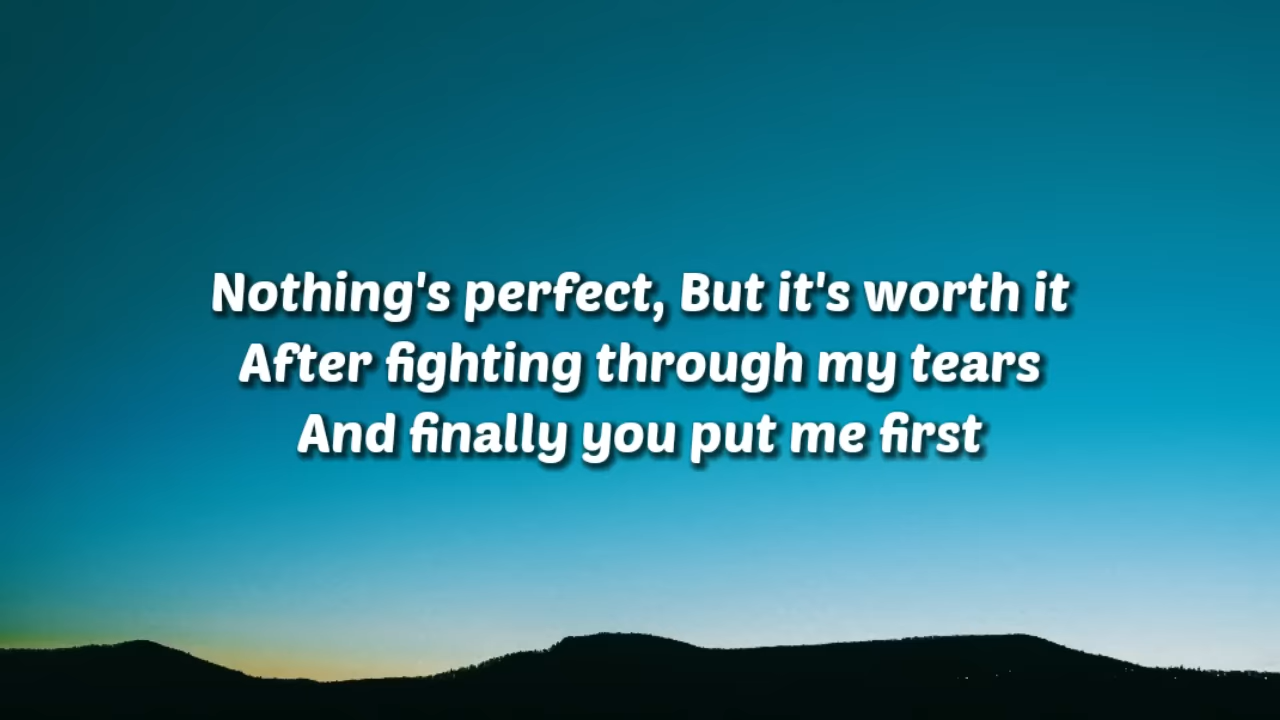 Nothing's perfect, But it's worth it
After fighting through my tears
And finally you put me first